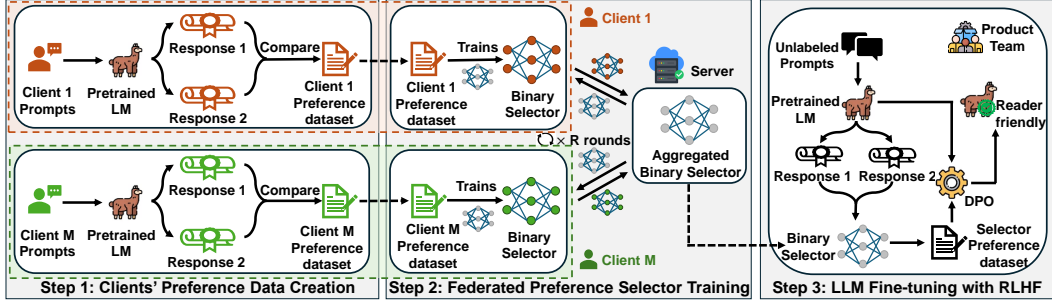 Client 1
Prompts
Pretrained
LM
Response 1
Response 2
Compare
Client 1
Preference
dataset
Client M
Prompts
Pretrained
LM
Response 1
Response 2
Compare
Client M
Preference
dataset
Step 1: Clients' Preference Data Creation
Client 1
Client 1
Preference
dataset
Trains
Binary
Selector
Server
Aggregated
Binary Selector
× R rounds
Client M
Preference
dataset
Trains
Binary
Selector
Client M
Step 2: Federated Preference Selector Training
Unlabeled
Prompts
Product
Team
Pretrained
LM
Reader
friendly
Response 1
Response 2
DPO
Binary
Selector
Selector
Preference
dataset
Step 3: LLM Fine-tuning with RLHF